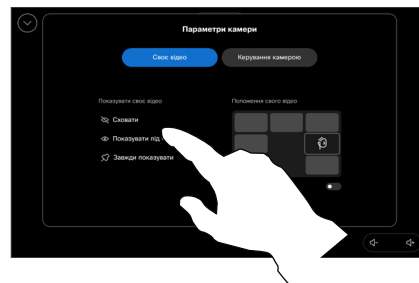 Параметри камери
Своє відео
Керування камерою
Показувати своє відео
Положення свого відео
Сховати
Показувати під
Завжди показувати